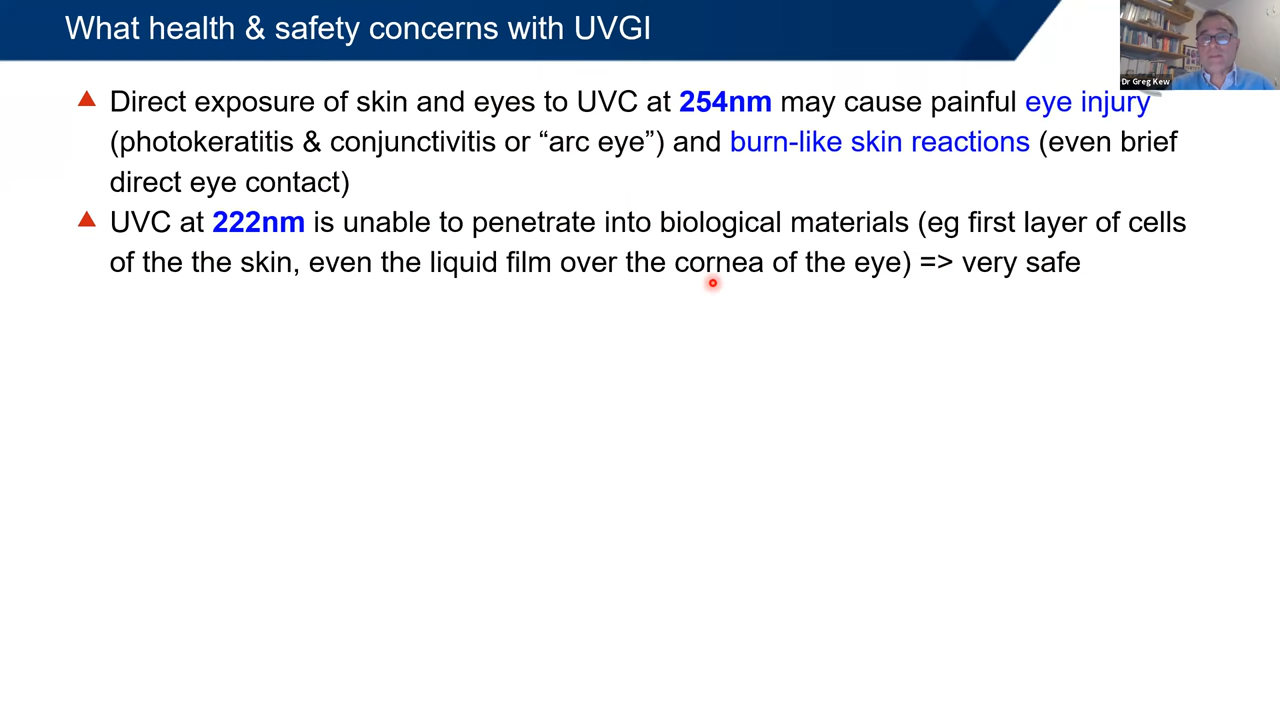 What health & safety concerns with UVGI
Dr Greg Kew
Direct exposure of skin and eyes to UVC at 254nm may cause painful eye injury
(photokeratitis & conjunctivitis or “arc eye”) and burn-like skin reactions (even brief
direct eye contact)
UVC at 222nm is unable to penetrate into biological materials (eg first layer of cells
of the the skin, even the liquid film over the cornea of the eye) => very safe